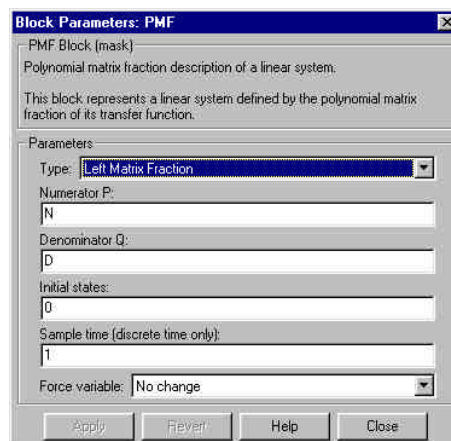 Block Parameters: PMF
PMF Block (mask)
Polynomial matrix fraction description of a linear system.
This block represents a linear system defined by the polynomial matrix
fraction of its transfer function.
Parameters
Type: Left Matrix Fraction
Numerator P:
N
Denominator Q:
D
Initial states:
0
Sample time (discrete time only):
1
Force variable: No change
Apply Revert Help Close